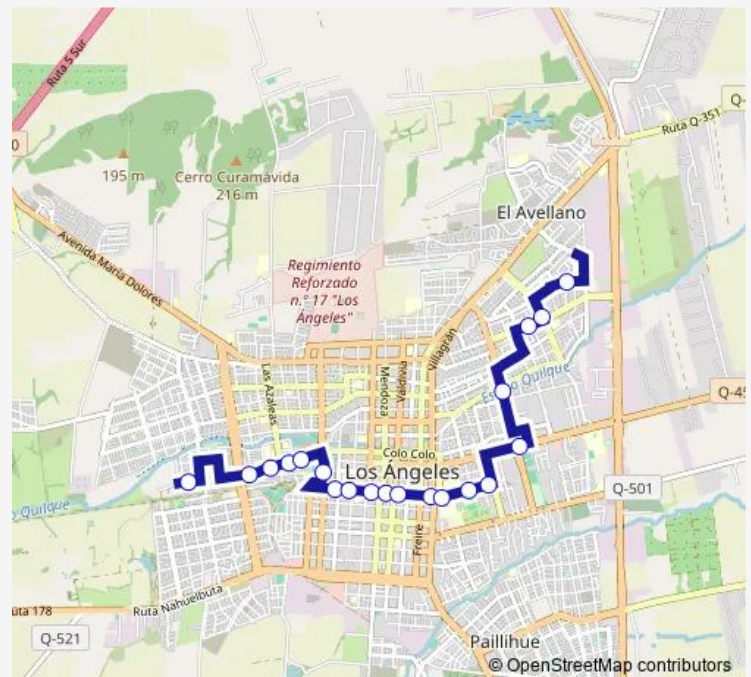 Ruta 5 Sur
195 m
Cerro Curamávida
216 m
Ruta Q-351
Q-
0
El Avellano
Avenida María Dolores
Regimiento
Reforzado
n.º 17 "Los
Ángeles"
Villagrán
Las Azaleas
Mendoza
Valdivia
Estero Quilque
Q-45
Colo Colo
Los Ángeles
Q-501
Quilque
Freire
uta 178
Ruta Nahuelbuta
Q-521
Paillihue
© OpenStreetMap contributors